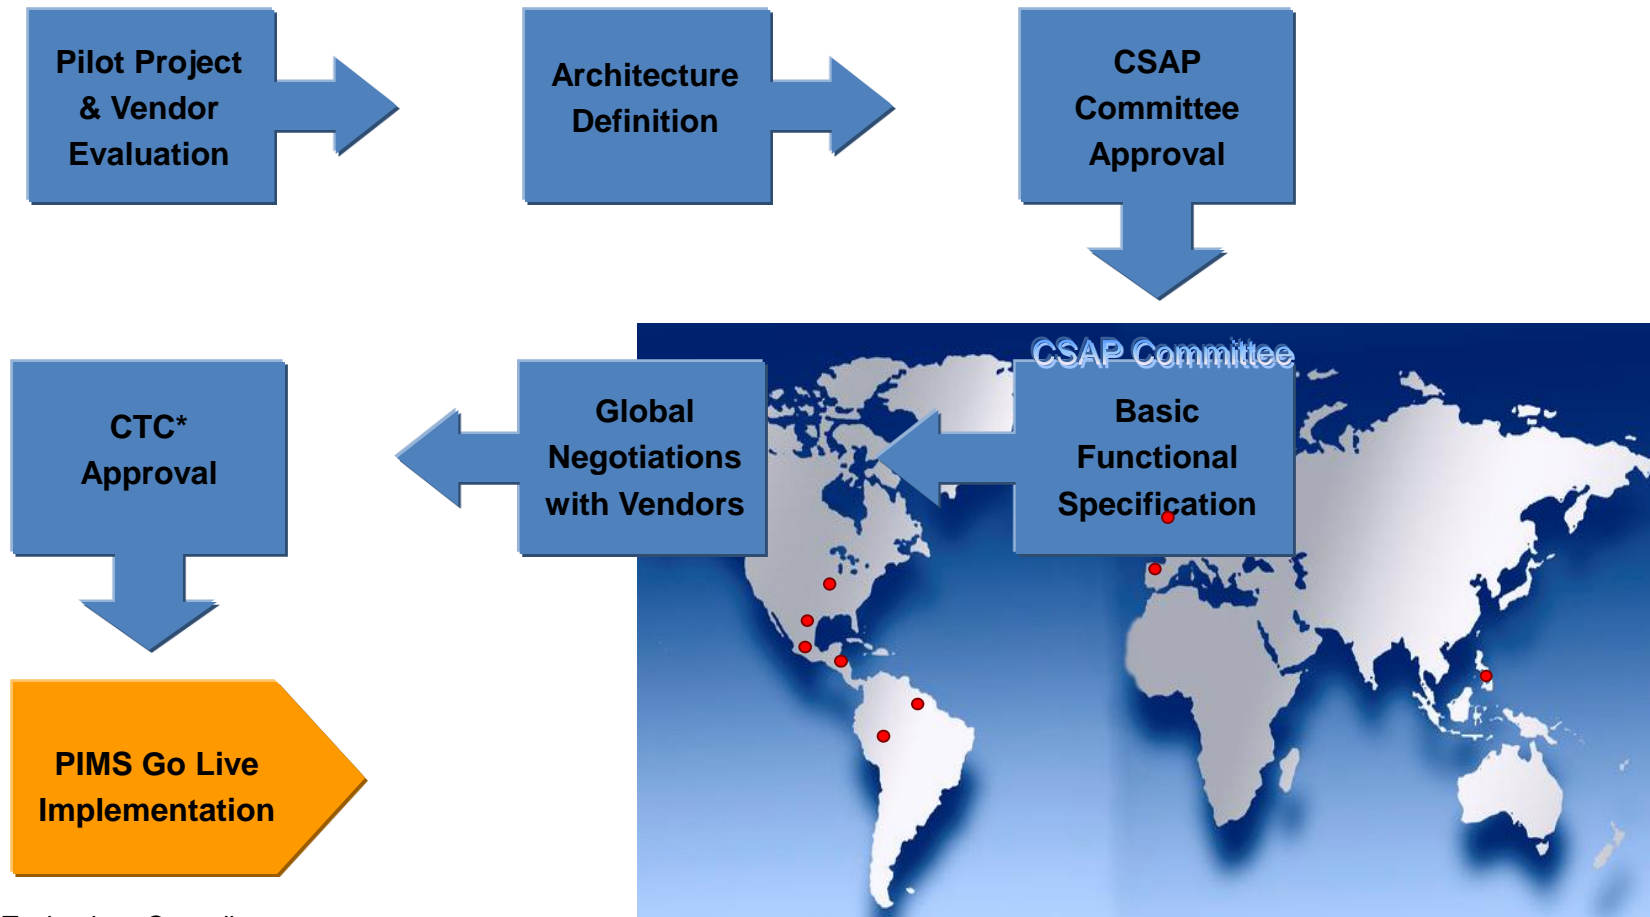 Pilot Project
& Vendor
Evaluation
Architecture
Definition
CSAP
Committee
Approval
CSAP Committee
Basic
Functional
Specification
Global
Negotiations
with Vendors
CTC*
Approval
PIMS Go Live
Implementation